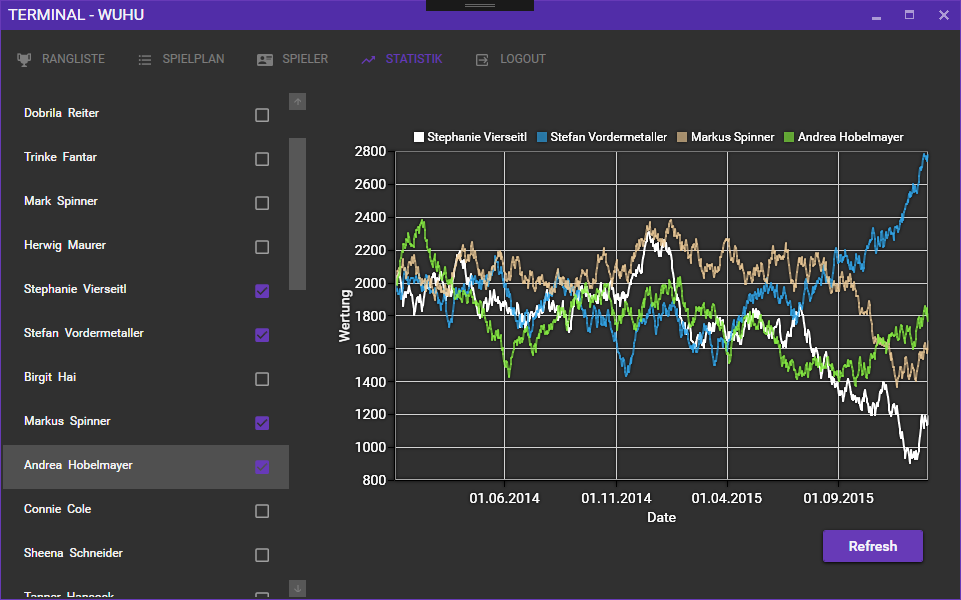 TERMINAL - WUHU
RANGLISTE SPIELPLAN SPIELER STATISTIK LOGOUT
Dobrila Reiter
Trinke Fantar
Mark Spinner
Herwig Maurer
Stephanie Vierseitl
Stefan Vordermetaller
Birgit Hai
Markus Spinner
Andrea Hobelmayer
Connie Cole
Sheena Schneider
Tanner Hancock
Stephanie Vierseitl Stefan Vordermetaller Markus Spinner Andrea Hobelmayer
2800
2600
2400
2200
2000
1800
1600
1400
1200
1000
800
Wertung
01.06.2014 01.11.2014 01.04.2015 01.09.2015
Date
Refresh